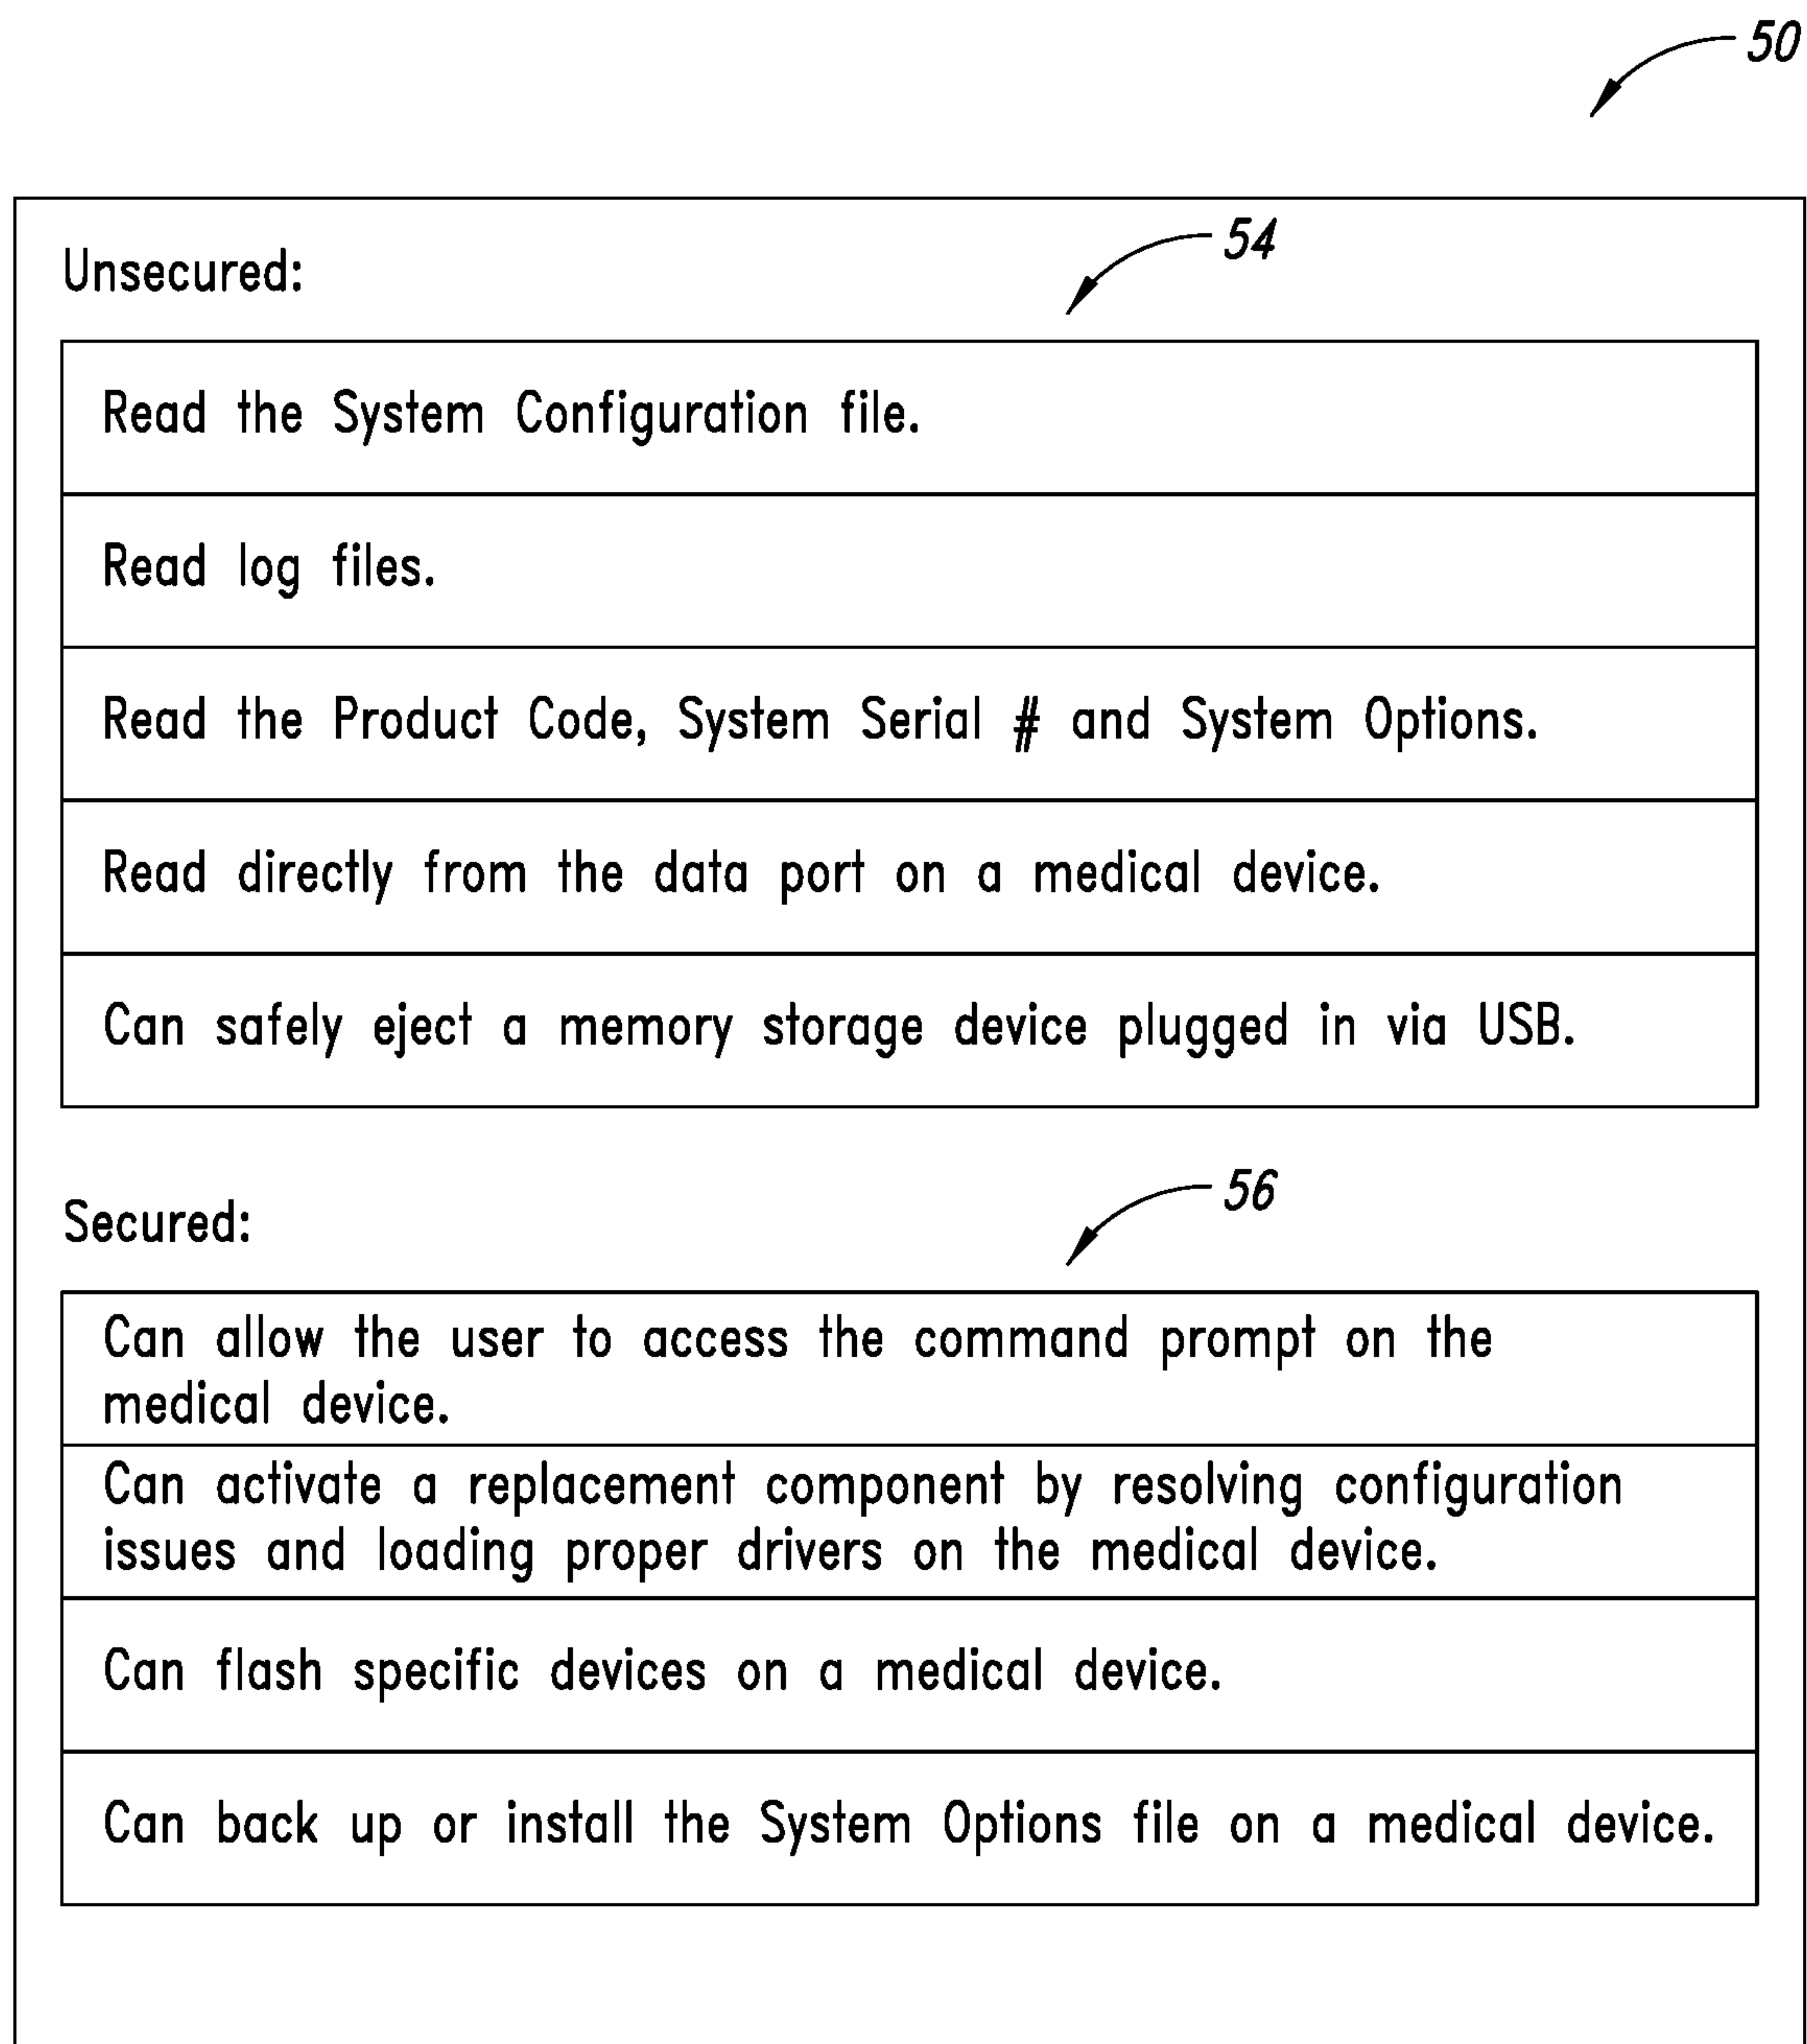 50
Unsecured:
54
Read the System Configuration file.
Read log files.
Read the Product Code, System Serial # and System Options.
Read directly from the data port on a medical device.
Can safely eject a memory storage device plugged in via USB.
Secured:
56
Can allow the user to access the command prompt on the
medical device.
Can activate a replacement component by resolving configuration
issues and loading proper drivers on the medical device.
Can flash specific devices on a medical device.
Can back up or install the System Options file on a medical device.